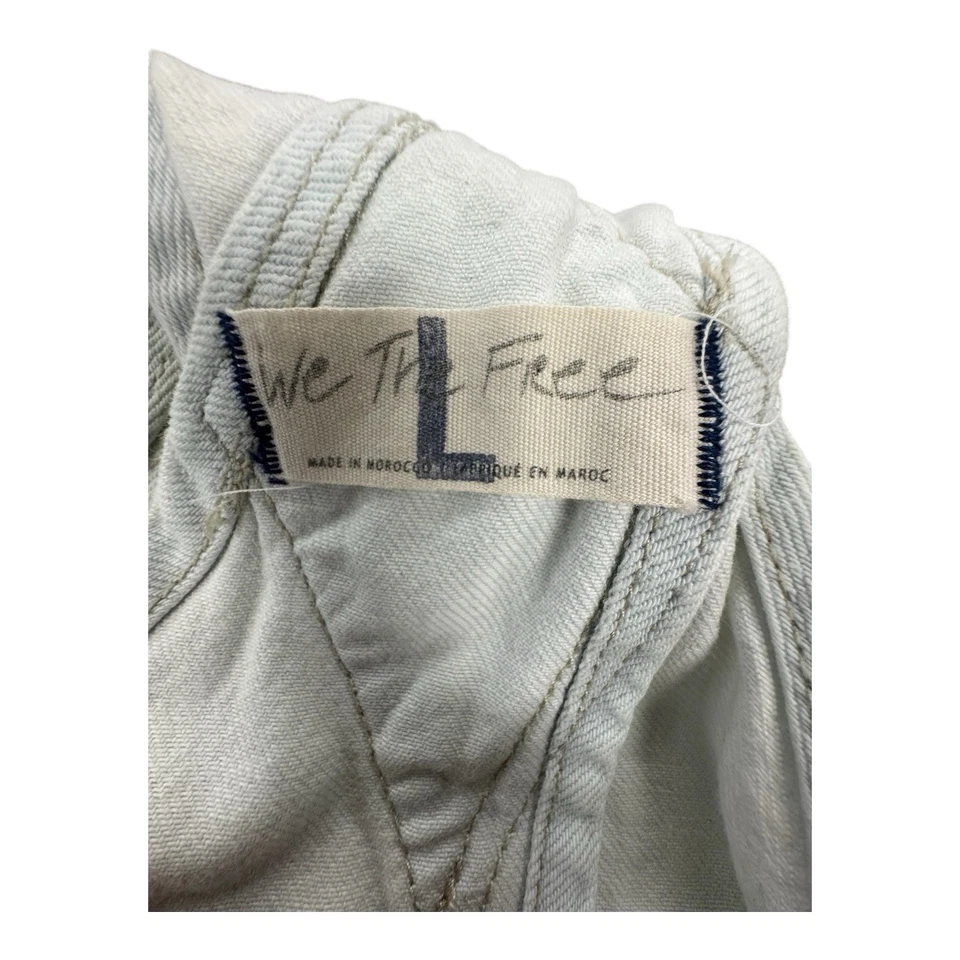 We The Free
L
MADE IN MOROCCO FABRIQUÉ EN MAROC